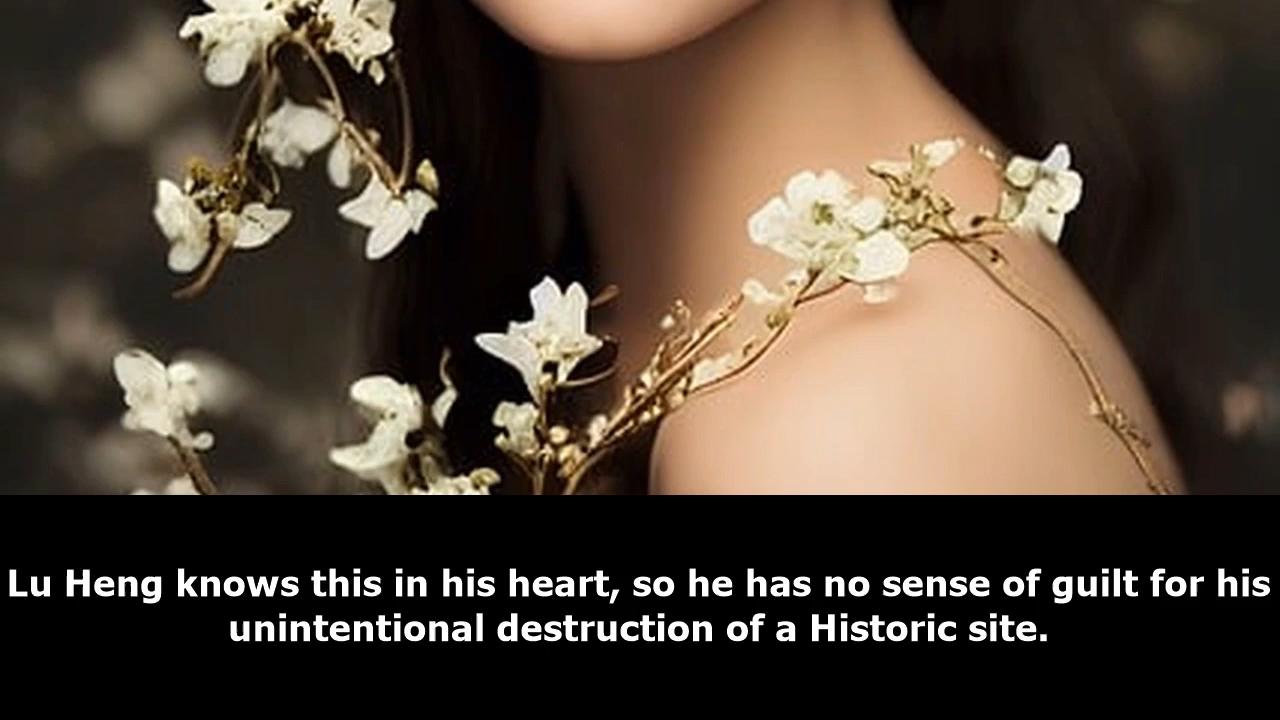 Lu Heng knows this in his heart, so he has no sense of guilt for his
unintentional destruction of a Historic site.